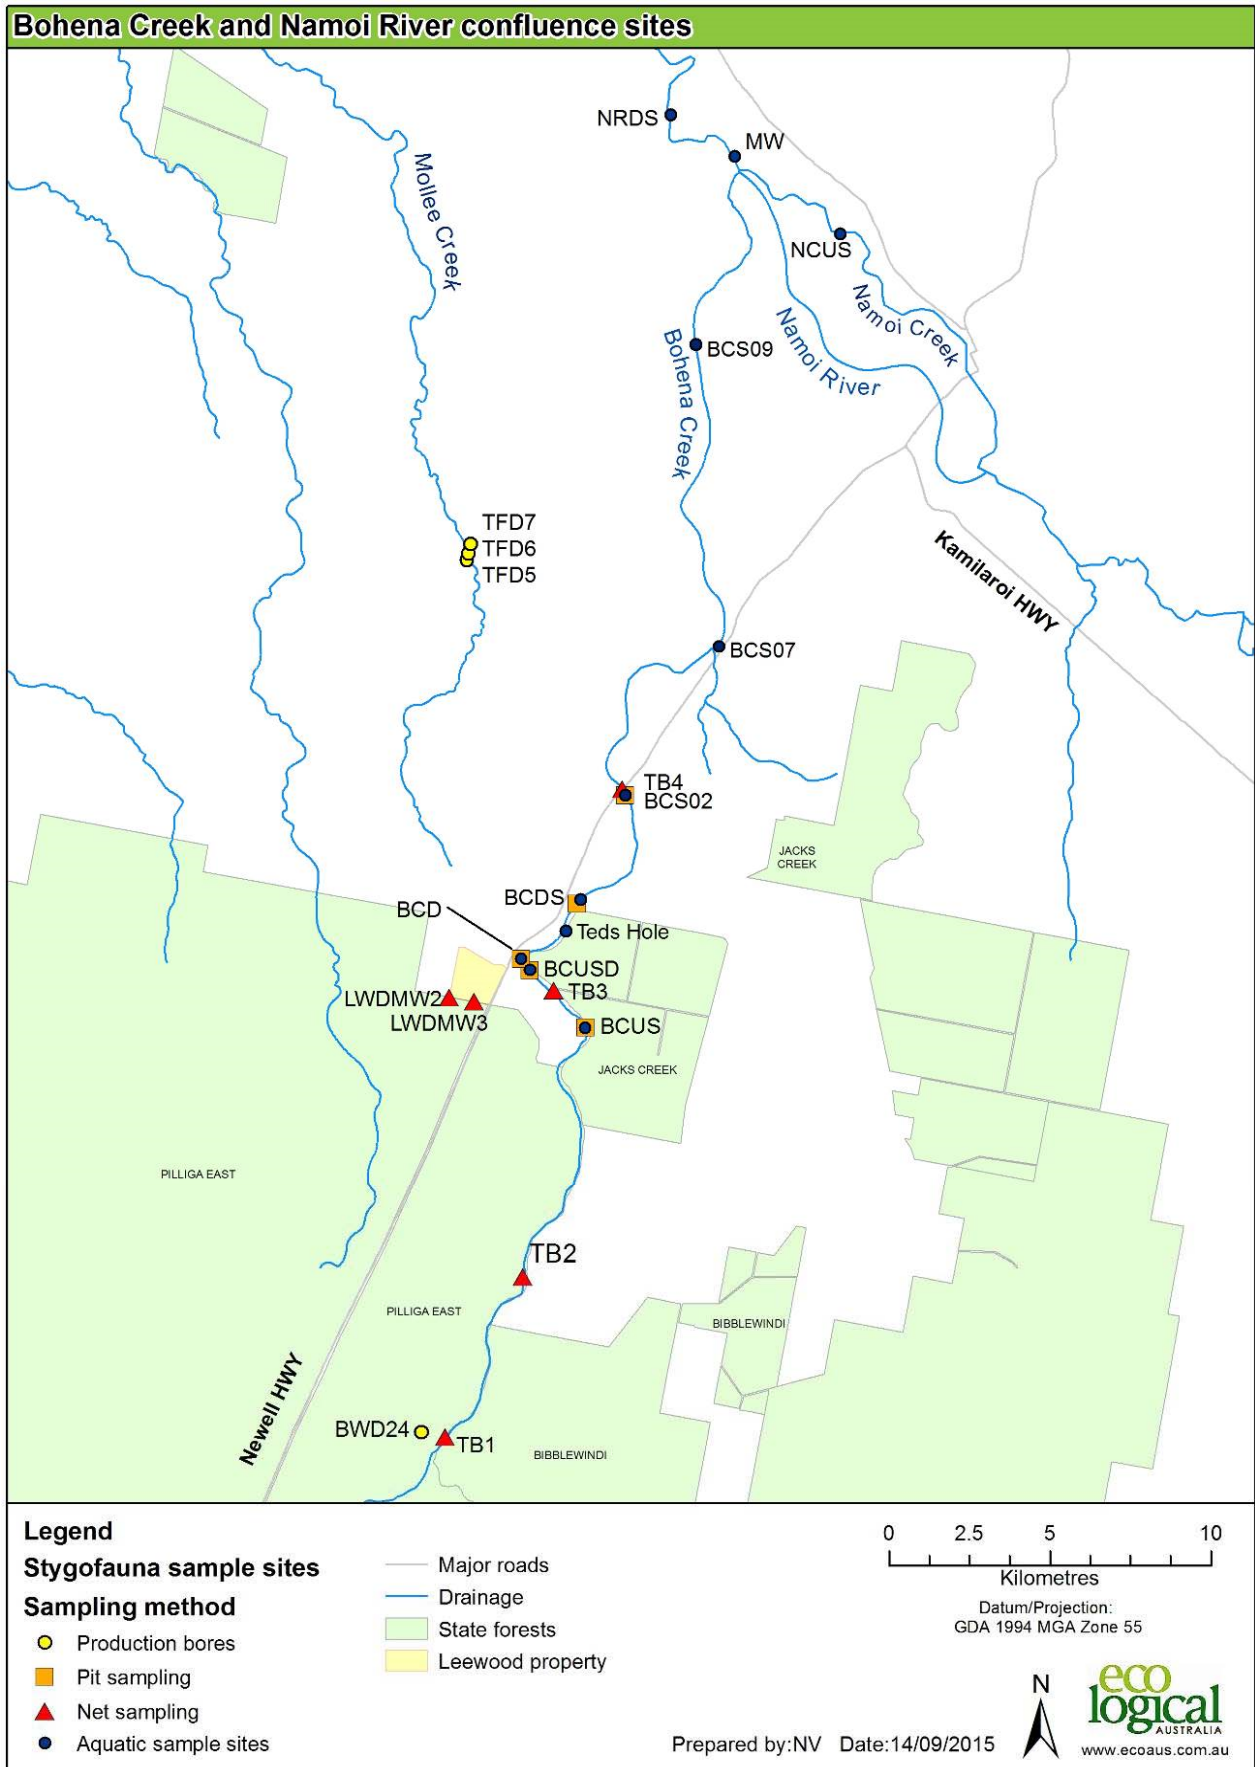 Bohena Creek and Namoi River confluence sites
NRDS
MW
Mollee Creek
NCUS
Namoi Creek
Namoi River
BCS09
Bohena Creek
TFD7
TFD6
TFD5
Kamilaroi HWY
BCS07
TB4
BCS02
JACKS
CREEK
BCDS
BCD
Teds Hole
BCUSD
TB3
LWDMW2
LWDMW3
BCUS
JACKS CREEK
PILLIGA EAST
TB2
PILLIGA EAST
BIBBLEWINDI
Newell HWY
BWD24
TB1
BIBBLEWINDI
Legend
Stygofauna sample sites
Sampling method
Production bores
Pit sampling
Net sampling
Aquatic sample sites
Major roads
Drainage
State forests
Leewood property
0 2.5 5 10
Kilometres
Datum/Projection:
GDA 1994 MGA Zone 55
N
eco
logical
AUSTRALIA
www.ecoaus.com.au
Prepared by:NV Date:14/09/2015